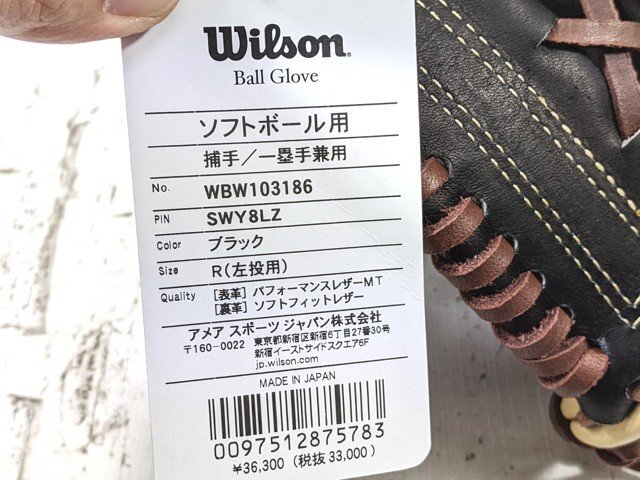 Wilson
Ball Glove
ソフトボール用
捕手/一塁手兼用
No. WBW103186
PIN SWY8LZ
Color ブラック
Size R(左投用)
Quality [表革] パフォーマンスレザーMT
[裏革] ソフトフィットレザー
アメア スポーツ ジャパン株式会社
〒160-0022 東京都新宿区新宿6丁目27番30号
新宿イーストサイドスクエア6F
jp.wilson.com
MADE IN JAPAN
0097512875783
¥36,300 (税抜 33,000)